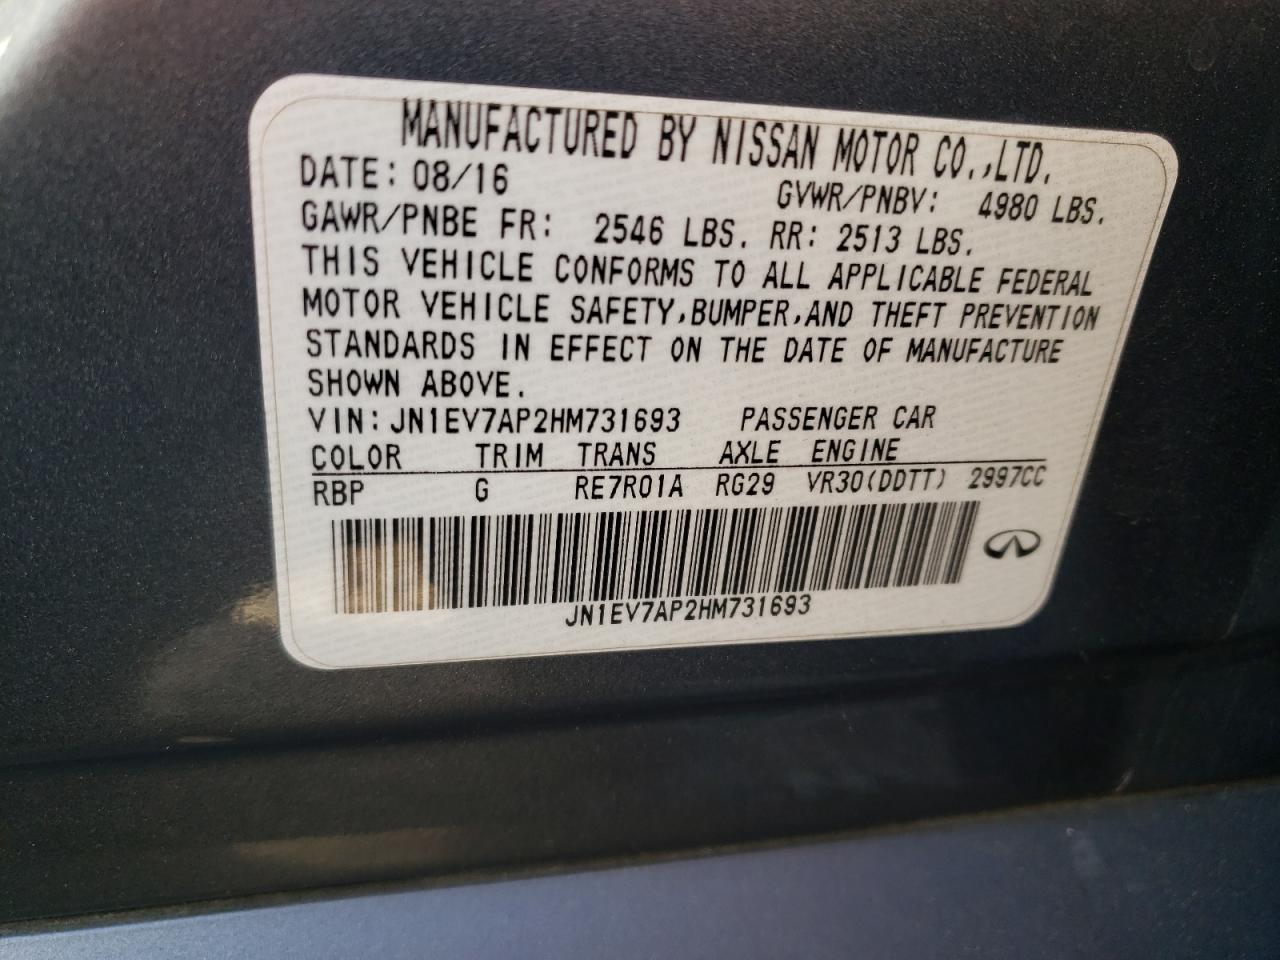 MANUFACTURED BY NISSAN MOTOR CO.,LTD.
DATE: 08/16 GVWR/PNBV: 4980 LBS.
GAWR/PNBE FR: 2546 LBS. RR: 2513 LBS.
THIS VEHICLE CONFORMS TO ALL APPLICABLE FEDERAL
MOTOR VEHICLE SAFETY,BUMPER,AND THEFT PREVENTION
STANDARDS IN EFFECT ON THE DATE OF MANUFACTURE
SHOWN ABOVE.
VIN:JN1EV7AP2HM731693 PASSENGER CAR
COLOR TRIM TRANS AXLE ENGINE
RBP G RE7R01A RG29 VR30(DDTT) 2997CC
JN1EV7AP2HM731693